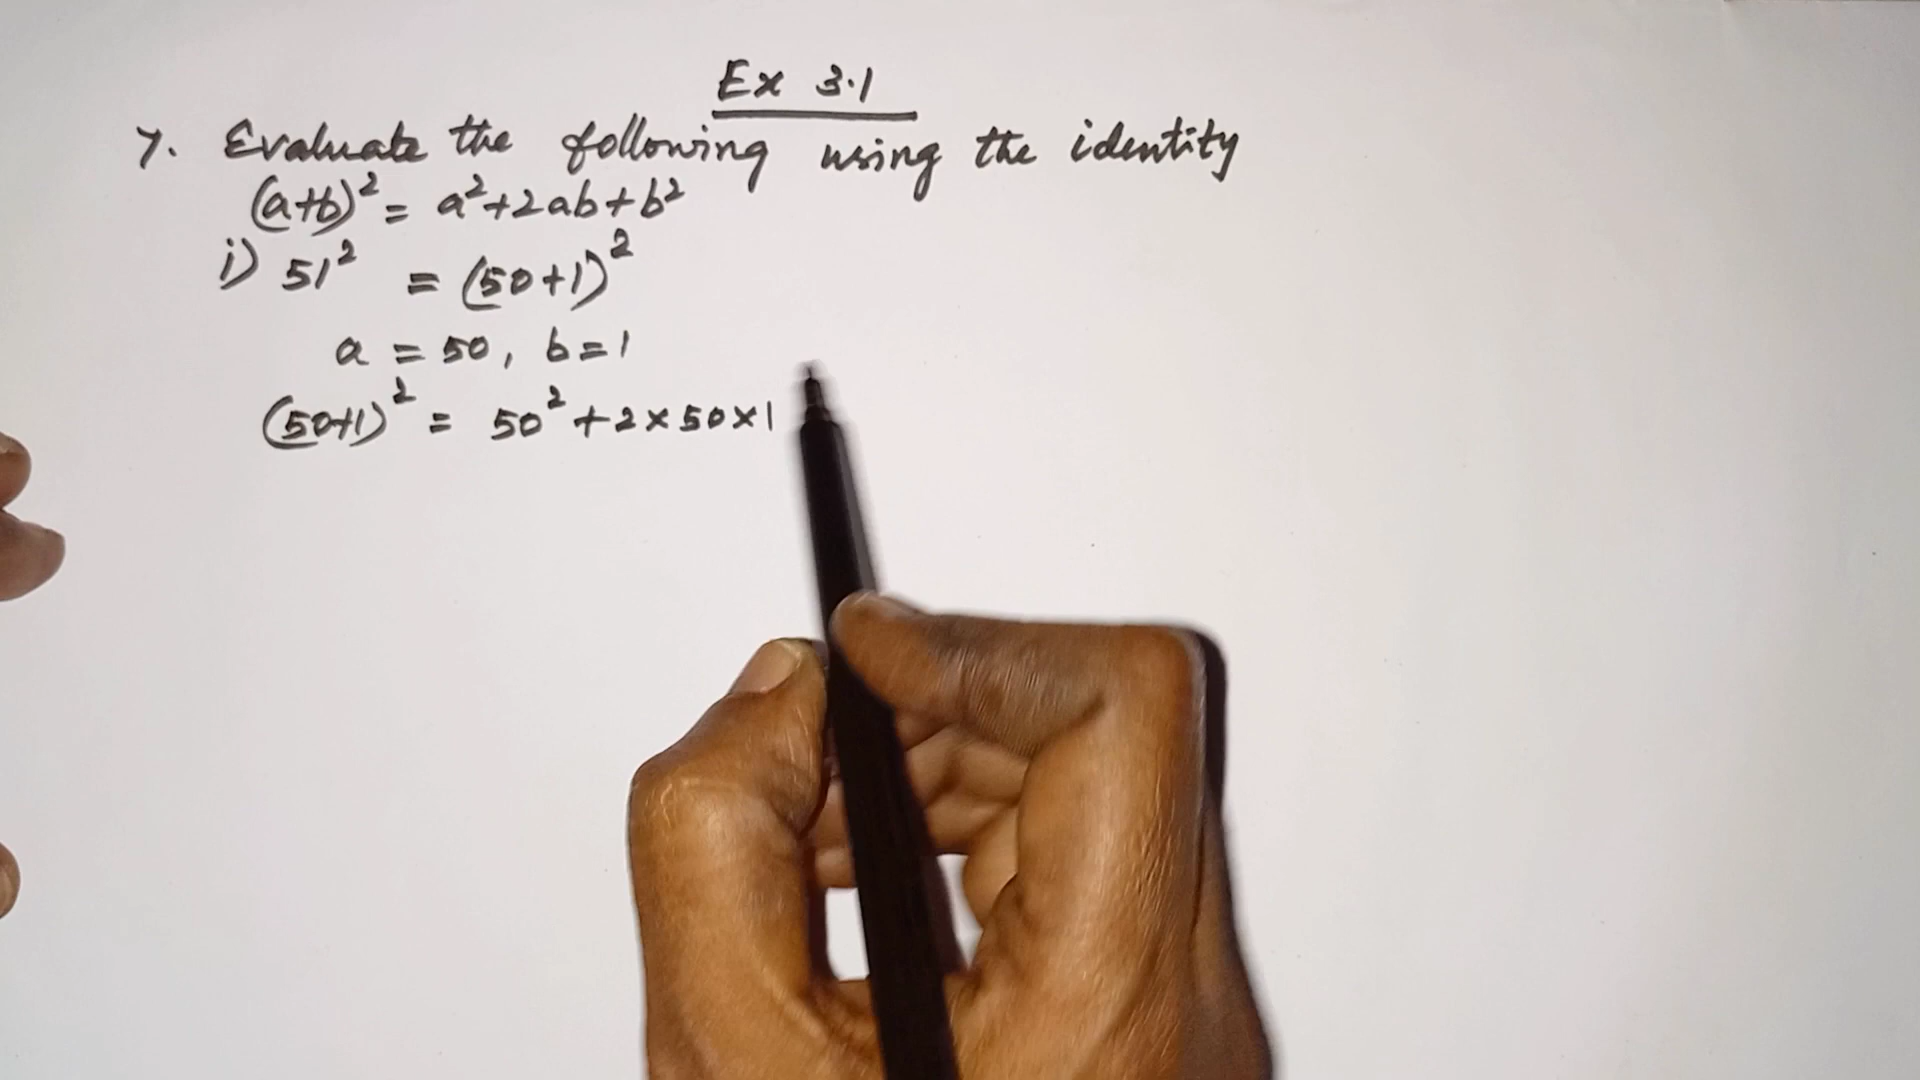 Ex 3.1
7. Evaluate the following using the identity
(a+b)² = a²+2ab+b²
i) 51² = (50+1)²
a = 50, b=1
(50+1)² = 50²+2×50×1